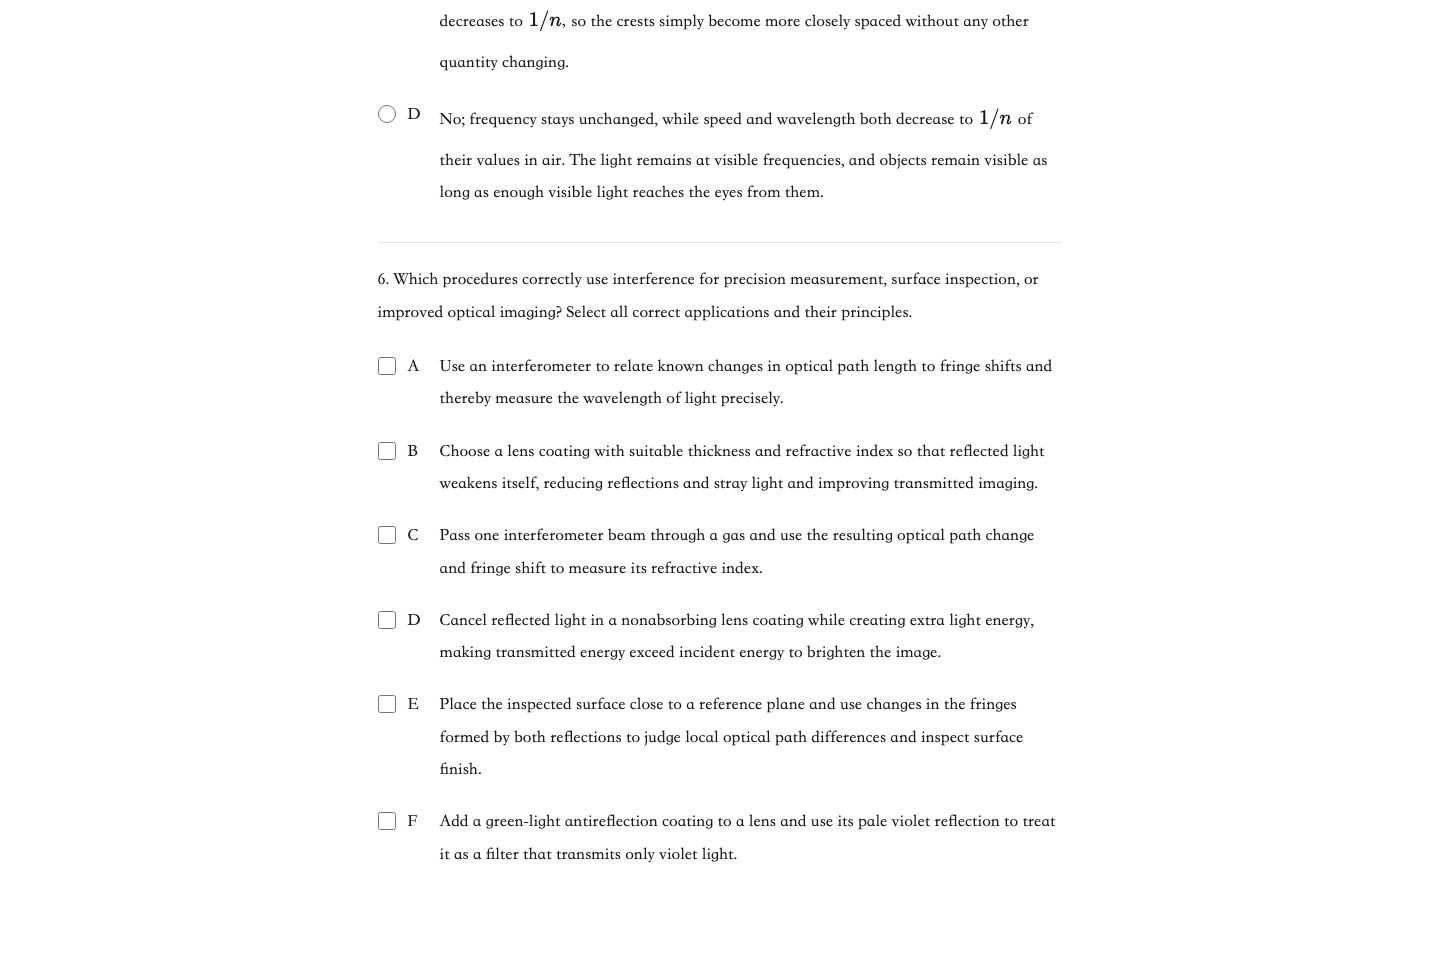 decreases to 1/n, so the crests simply become more closely spaced without any other
quantity changing.
D No; frequency stays unchanged, while speed and wavelength both decrease to 1/n of
their values in air. The light remains at visible frequencies, and objects remain visible as
long as enough visible light reaches the eyes from them.
6. Which procedures correctly use interference for precision measurement, surface inspection, or
improved optical imaging? Select all correct applications and their principles.
A Use an interferometer to relate known changes in optical path length to fringe shifts and
thereby measure the wavelength of light precisely.
B Choose a lens coating with suitable thickness and refractive index so that reflected light
weakens itself, reducing reflections and stray light and improving transmitted imaging.
C Pass one interferometer beam through a gas and use the resulting optical path change
and fringe shift to measure its refractive index.
D Cancel reflected light in a nonabsorbing lens coating while creating extra light energy,
making transmitted energy exceed incident energy to brighten the image.
E Place the inspected surface close to a reference plane and use changes in the fringes
formed by both reflections to judge local optical path differences and inspect surface
finish.
F Add a green-light antireflection coating to a lens and use its pale violet reflection to treat
it as a filter that transmits only violet light.